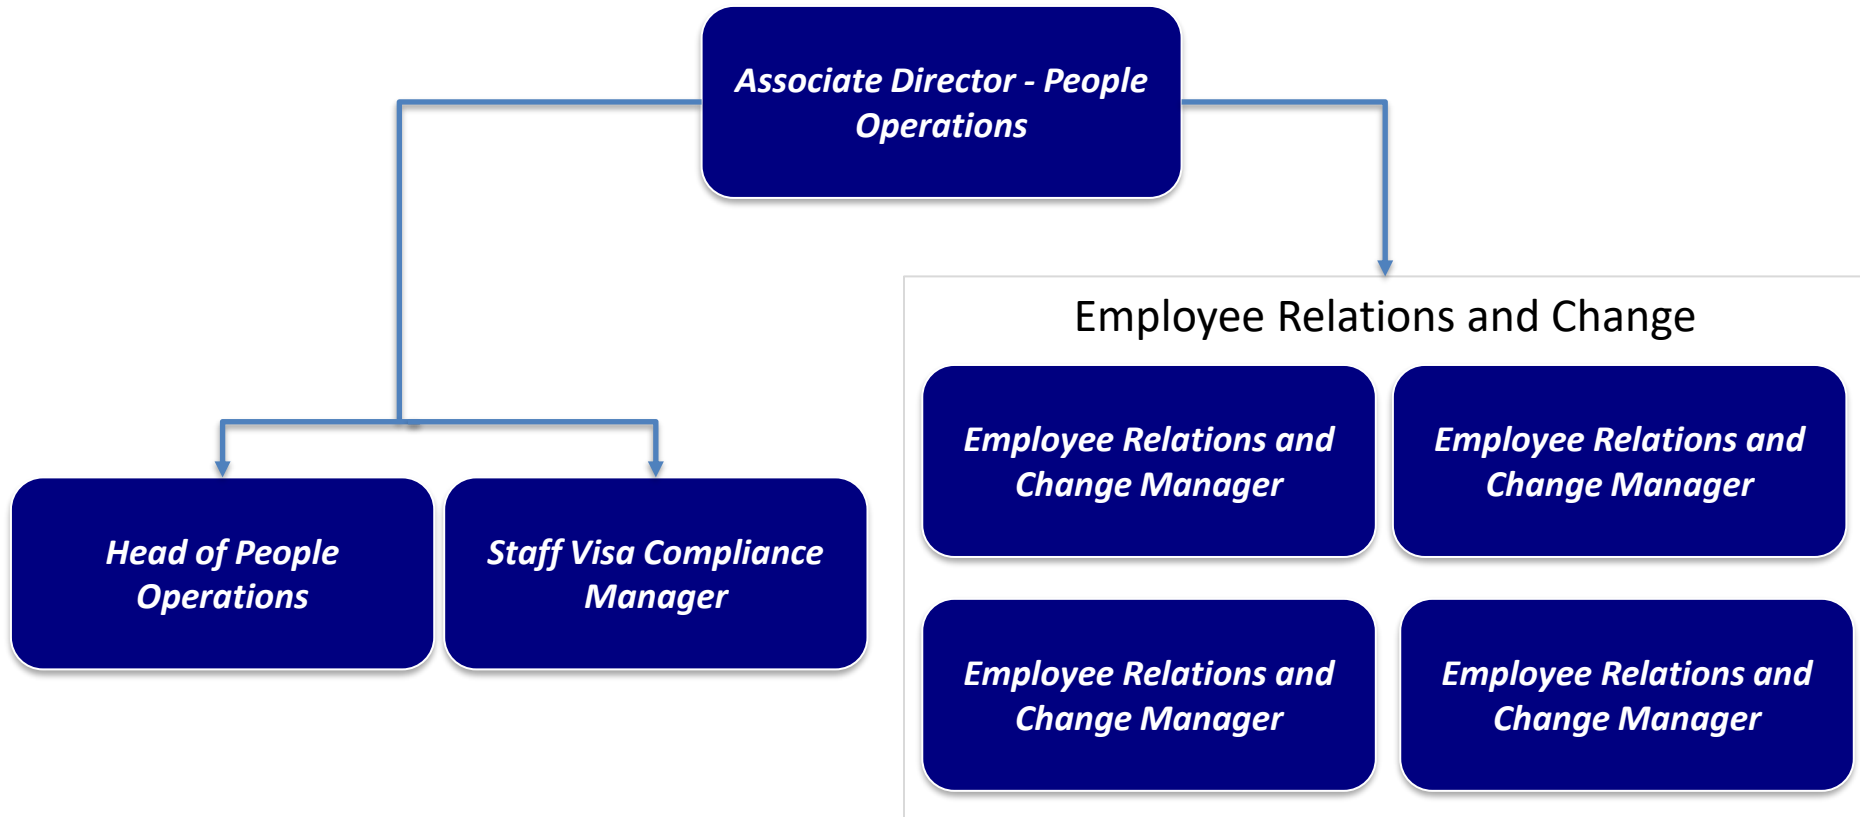 Associate Director - People
Operations
Employee Relations and Change
Employee Relations and
Change Manager
Employee Relations and
Change Manager
Head of People
Operations
Staff Visa Compliance
Manager
Employee Relations and
Change Manager
Employee Relations and
Change Manager